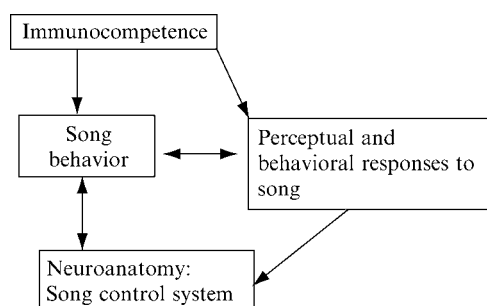 Immunocompetence
Song
behavior
Perceptual and
behavioral responses to
song
Neuroanatomy:
Song control system